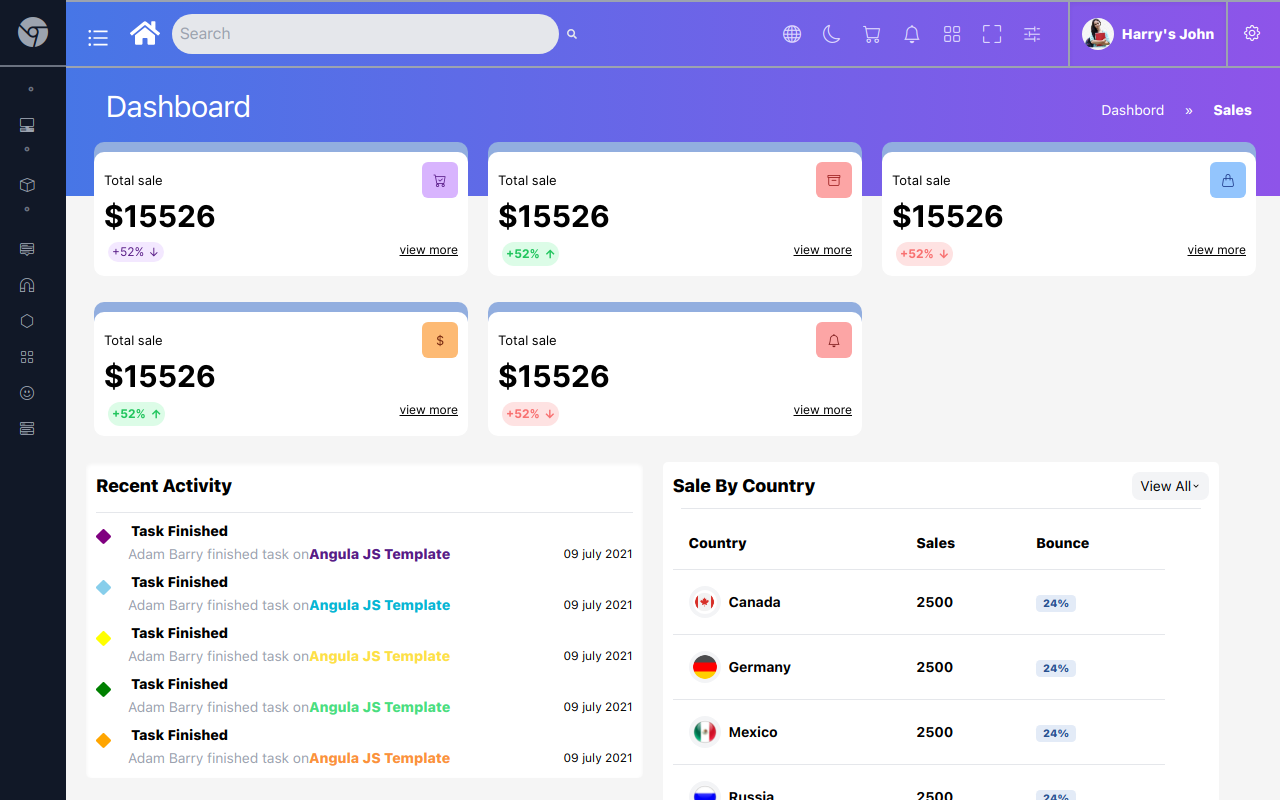 Search
Harry's John
Dashboard
Dashbord » Sales
Total sale
$15526
+52% ↓ view more
Total sale
$15526
+52% ↑ view more
Total sale
$15526
+52% ↓ view more
Total sale
$
$15526
+52% ↑ view more
Total sale
$15526
+52% ↓ view more
Recent Activity
Task Finished
Adam Barry finished task onAngula JS Template 09 july 2021
Task Finished
Adam Barry finished task onAngula JS Template 09 july 2021
Task Finished
Adam Barry finished task onAngula JS Template 09 july 2021
Task Finished
Adam Barry finished task onAngula JS Template 09 july 2021
Task Finished
Adam Barry finished task onAngula JS Template 09 july 2021
Sale By Country View All
Country Sales Bounce
Canada 2500 24%
Germany 2500 24%
Mexico 2500 24%
Russia 2500 24%